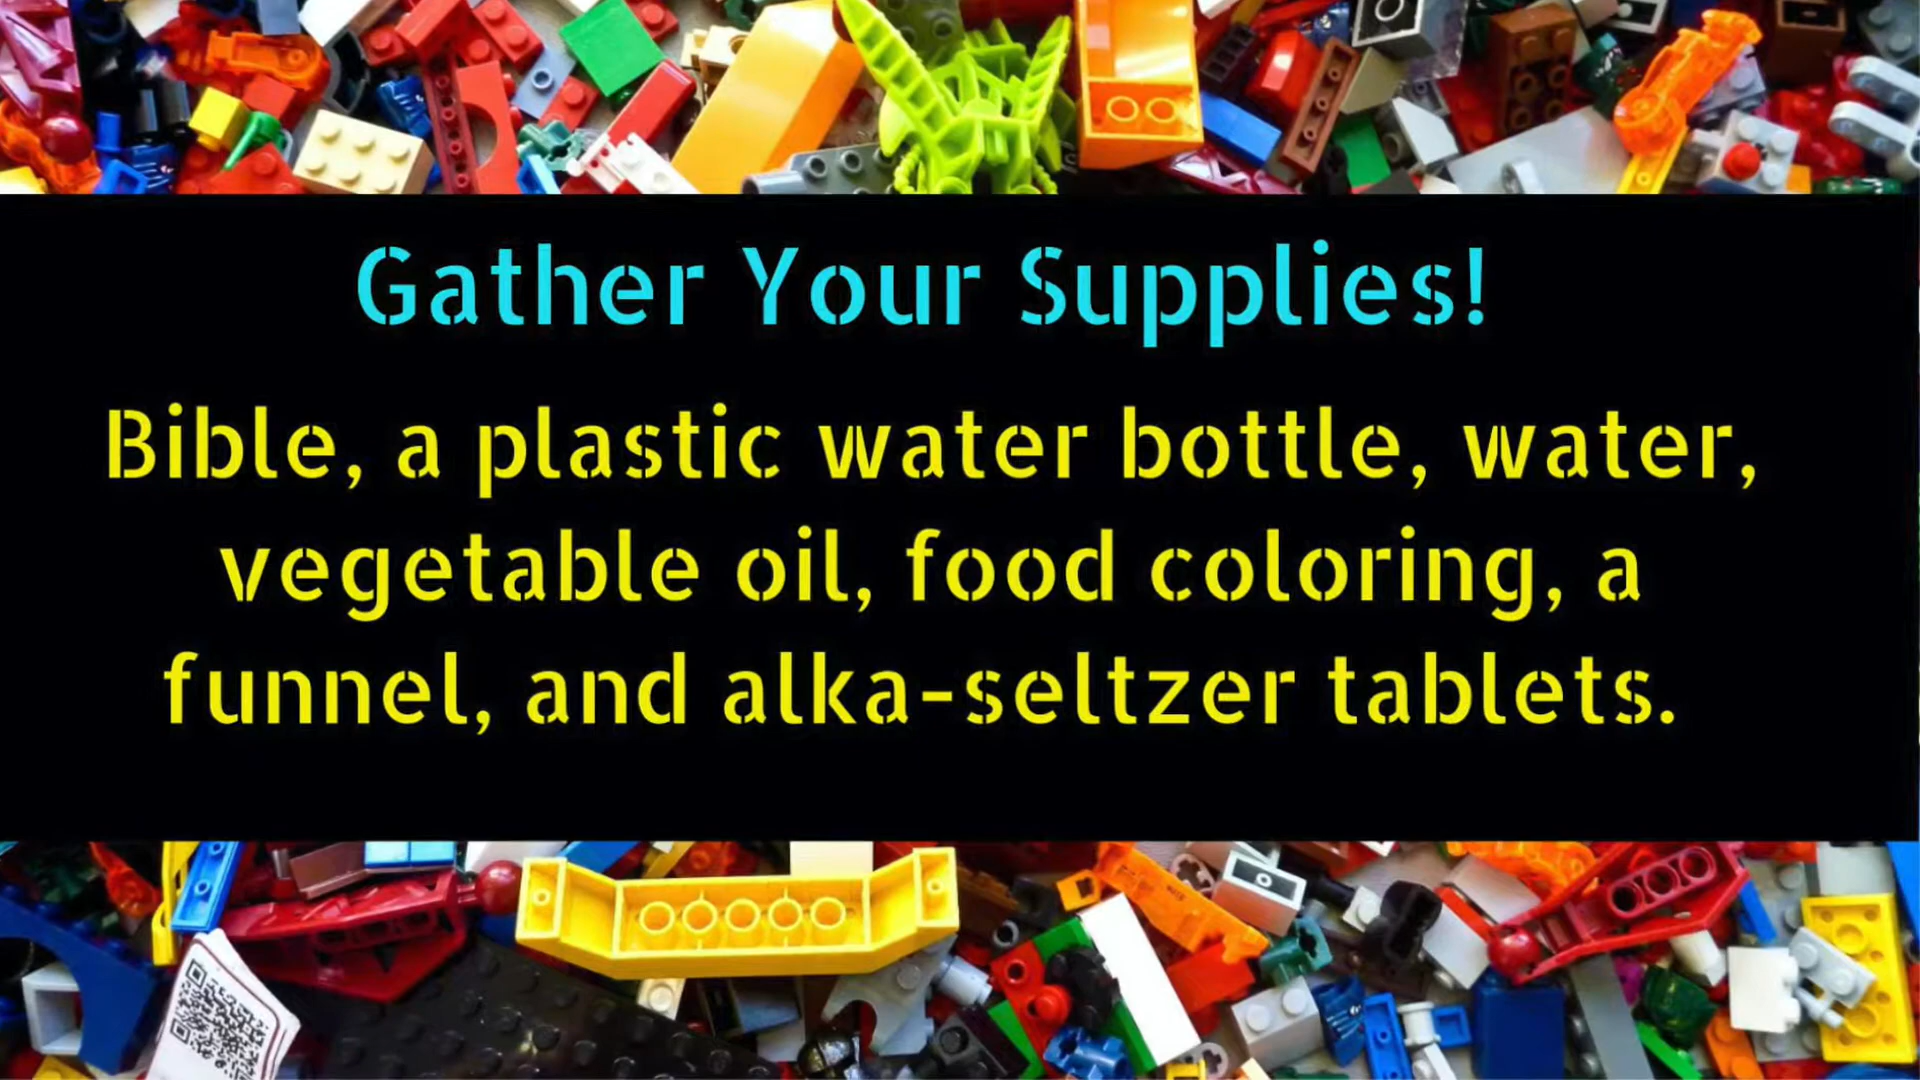 Gather Your Supplies!
Bible, a plastic water bottle, water,
vegetable oil, food coloring, a
funnel, and alka-seltzer tablets.